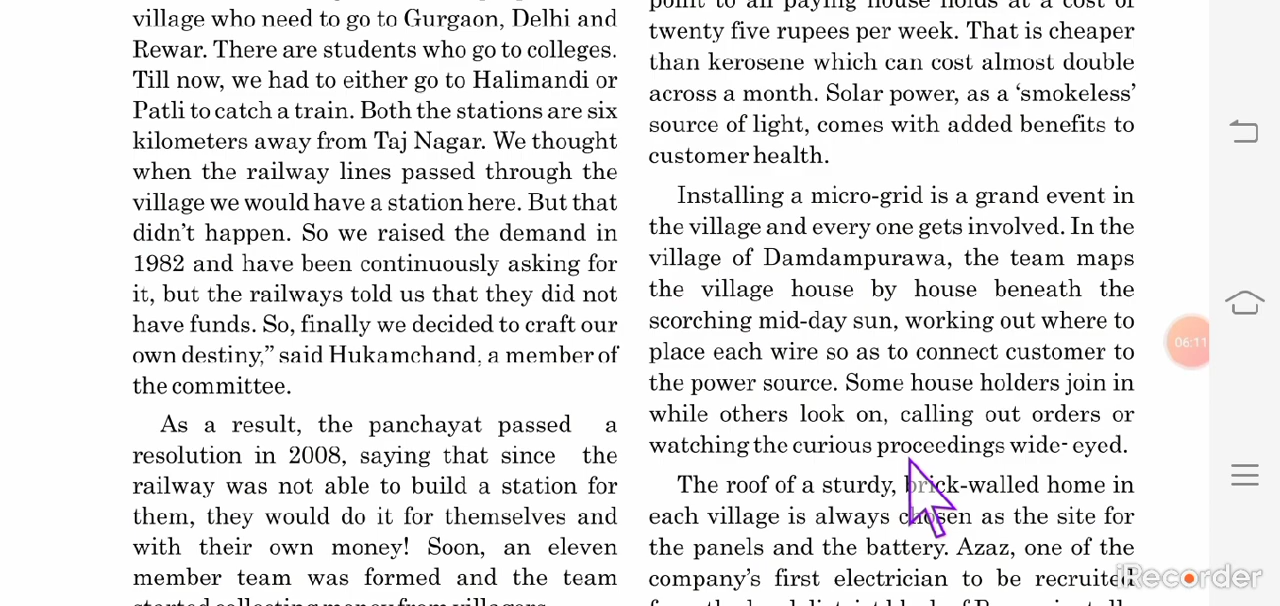 village who need to go to Gurgaon, Delhi and
Rewar. There are students who go to colleges.
Till now, we had to either go to Halimandi or
Patli to catch a train. Both the stations are six
kilometers away from Taj Nagar. We thought
when the railway lines passed through the
village we would have a station here. But that
didn't happen. So we raised the demand in
1982 and have been continuously asking for
it, but the railways told us that they did not
have funds. So, finally we decided to craft our
own destiny,” said Hukamchand, a member of
the committee.
As a result, the panchayat passed a
resolution in 2008, saying that since the
railway was not able to build a station for
them, they would do it for themselves and
with their own money! Soon, an eleven
member team was formed and the team
started collecting money from villagers
point to all paying house holds at a cost of
twenty five rupees per week. That is cheaper
than kerosene which can cost almost double
across a month. Solar power, as a ‘smokeless’
source of light, comes with added benefits to
customer health.
Installing a micro-grid is a grand event in
the village and every one gets involved. In the
village of Damdampurawa, the team maps
the village house by house beneath the
scorching mid-day sun, working out where to
place each wire so as to connect customer to
the power source. Some house holders join in
while others look on, calling out orders or
watching the curious proceedings wide- eyed.
The roof of a sturdy, brick-walled home in
each village is always chosen as the site for
the panels and the battery. Azaz, one of the
company's first electrician to be recruited
06:11
iRecorder